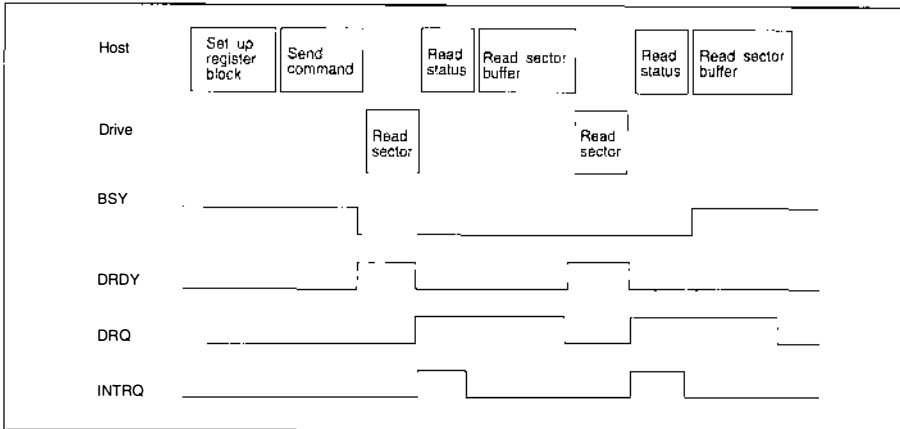 Host
Set up
register
block
Send
command
Read
status
Read sector
buffer
Read
status
Read sector
buffer
Drive
Read
sector
Read
sector
BSY
DRDY
DRQ
INTRQ